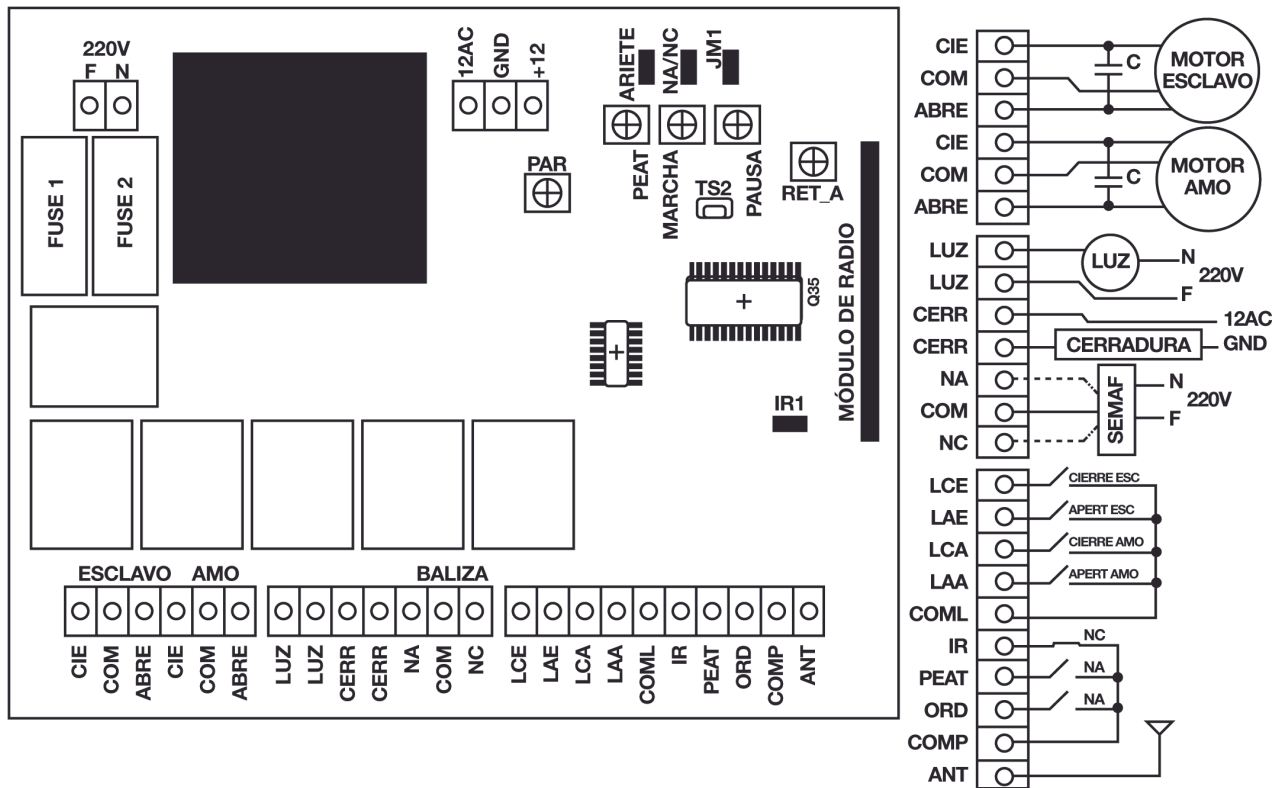 220V
F N
FUSE 1
FUSE 2
12AC
GND
+12
ARIETE
NA/NC
JM1
PAR
PEAT
MARCHA
PAUSA
TS2
RET_A
Q35
MÓDULO DE RADIO
IR1
ESCLAVO AMO
BALIZA
CIE
COM
ABRE
CIE
COM
ABRE
LUZ
LUZ
CERR
CERR
NA
COM
NC
LCE
LAE
LCA
LAA
COML
IR
PEAT
ORD
COMP
ANT
CIE
COM
ABRE
C
MOTOR
ESCLAVO
CIE
COM
ABRE
C
MOTOR
AMO
LUZ
LUZ
LUZ
N
220V
F
CERR
12AC
CERR
CERRADURA
GND
NA
COM
NC
SEMAF
N
220V
F
LCE
CIERRE ESC
LAE
APERT ESC
LCA
CIERRE AMO
LAA
APERT AMO
COML
IR
NC
PEAT
NA
ORD
NA
COMP
ANT